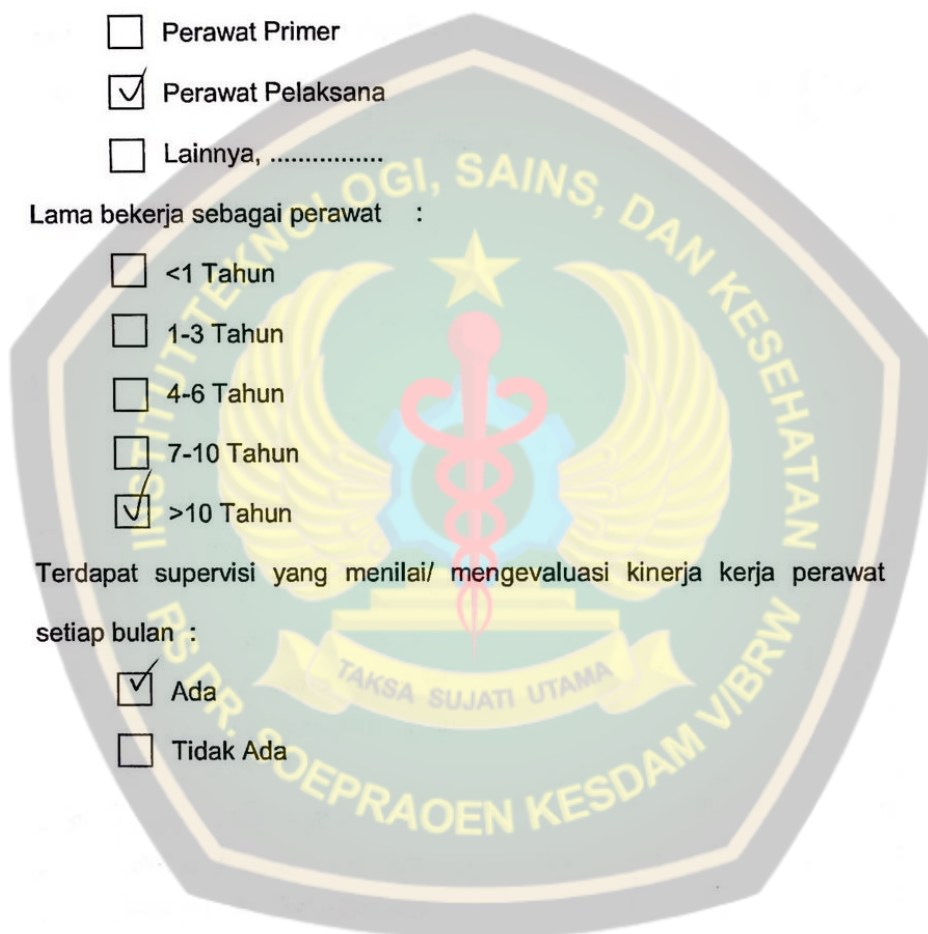 ☐ Perawat Primer
☑ Perawat Pelaksana
☐ Lainnya, ................
Lama bekerja sebagai perawat :
☐ <1 Tahun
☐ 1-3 Tahun
☐ 4-6 Tahun
☐ 7-10 Tahun
☑ >10 Tahun
Terdapat supervisi yang menilai/ mengevaluasi kinerja kerja perawat
setiap bulan :
☑ Ada
☐ Tidak Ada
INSTITUT TEKNOLOGI, SAINS, DAN KESEHATAN
TAKSA SUJATI UTAMA
RS DR. SOEPRAOEN KESDAM V/BRW